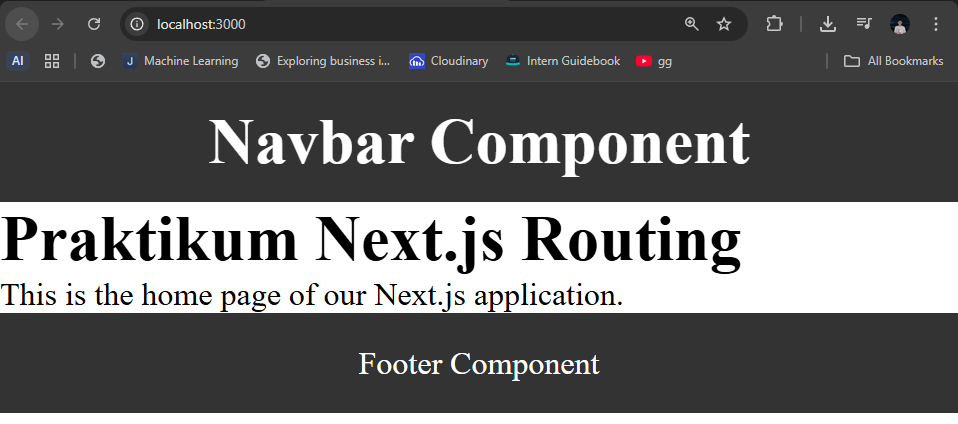 localhost:3000
AI
Machine Learning
Exploring business i...
Cloudinary
Intern Guidebook
gg
All Bookmarks
Navbar Component
Praktikum Next.js Routing
This is the home page of our Next.js application.
Footer Component